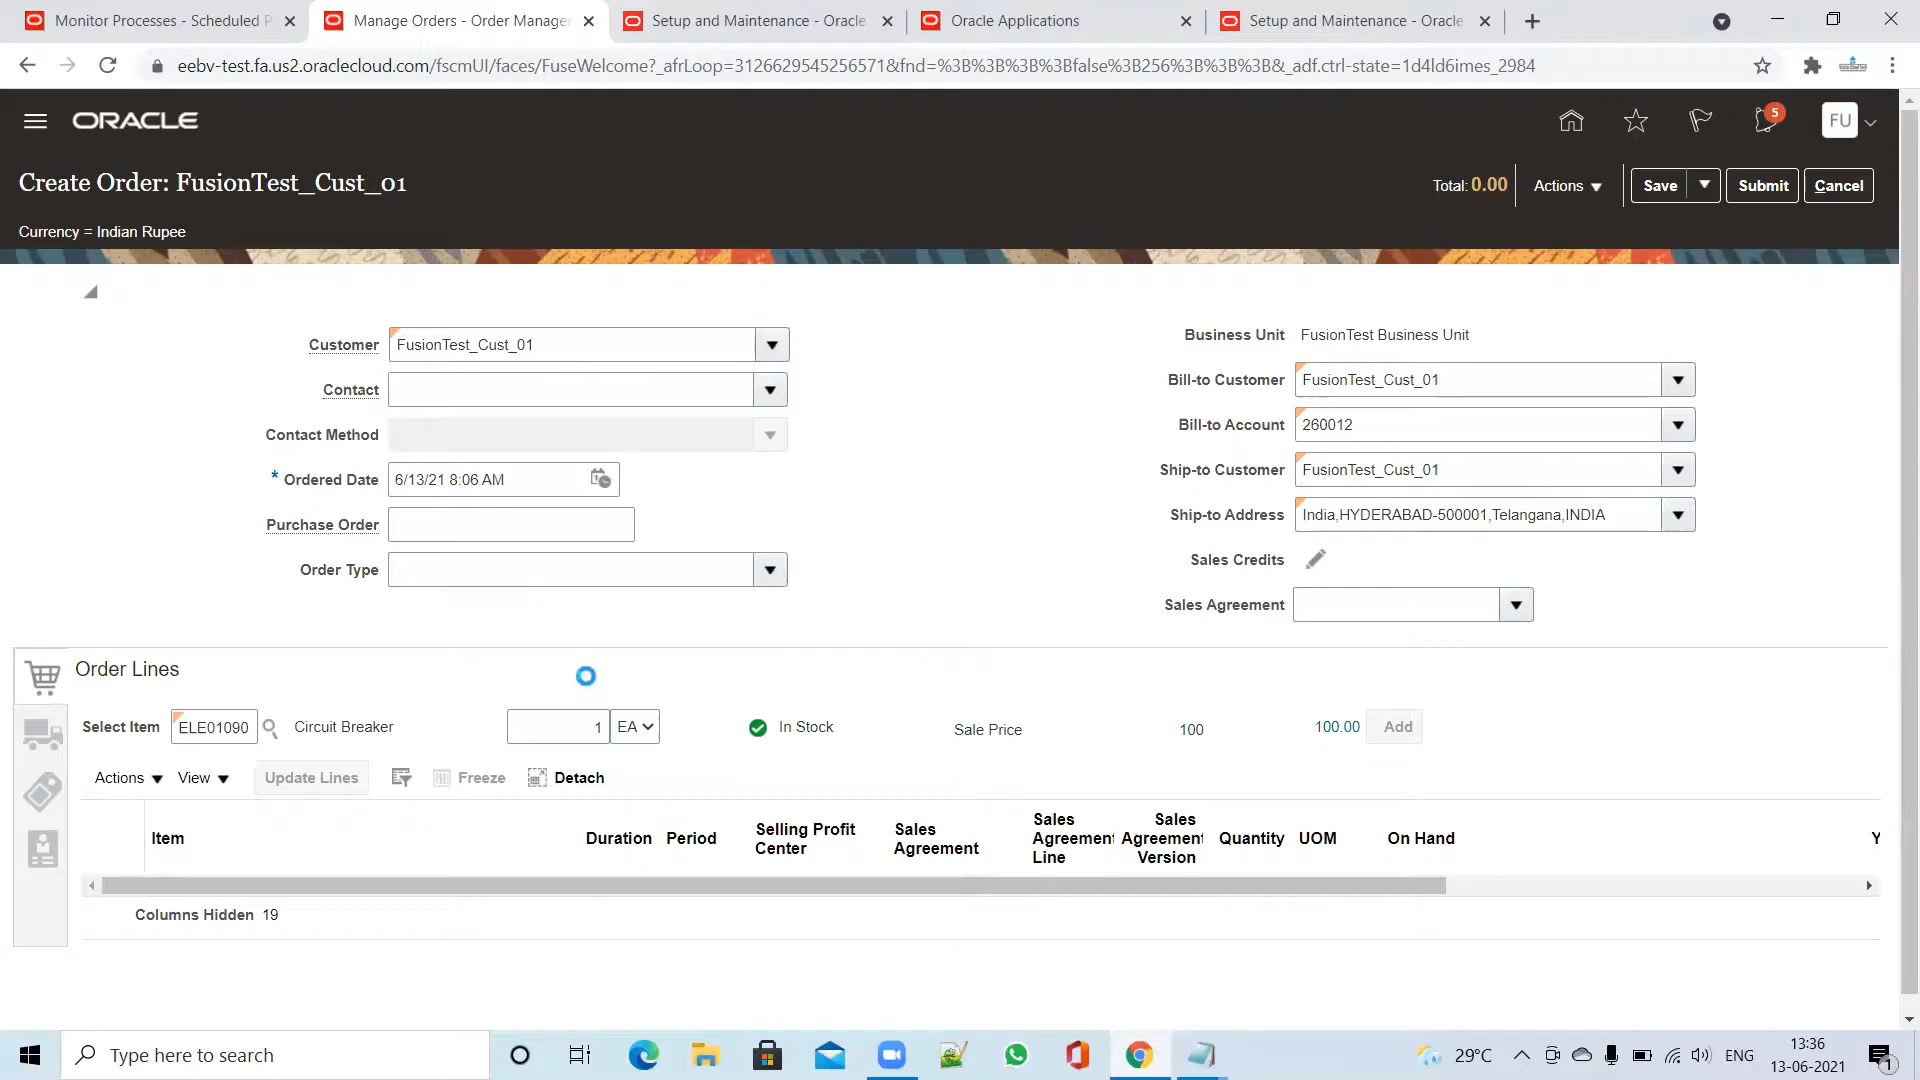 Monitor Processes - Scheduled P
Manage Orders - Order Manager
Setup and Maintenance - Oracle
Oracle Applications
Setup and Maintenance - Oracle
eebv-test.fa.us2.oraclecloud.com/fscmUI/faces/FuseWelcome?_afrLoop=3126629545256571&fnd=%3B%3B%3B%3Bfalse%3B256%3B%3B%3B&_adf.ctrl-state=1d4ld6imes_2984
ORACLE
5
FU
Create Order: FusionTest_Cust_01
Total: 0.00
Actions
Save
Submit
Cancel
Currency = Indian Rupee
Customer FusionTest_Cust_01
Contact
Contact Method
* Ordered Date 6/13/21 8:06 AM
Purchase Order
Order Type
Business Unit FusionTest Business Unit
Bill-to Customer FusionTest_Cust_01
Bill-to Account 260012
Ship-to Customer FusionTest_Cust_01
Ship-to Address India,HYDERABAD-500001,Telangana,INDIA
Sales Credits
Sales Agreement
Order Lines
Select Item ELE01090 Circuit Breaker 1 EA In Stock Sale Price 100 100.00 Add
Actions View Update Lines Freeze Detach
Item
Duration
Period
Selling Profit
Center
Sales
Agreement
Sales
Agreement
Line
Sales
Agreement
Version
Quantity
UOM
On Hand
Y
Columns Hidden 19
Type here to search
29°C
ENG
13:36
13-06-2021
1